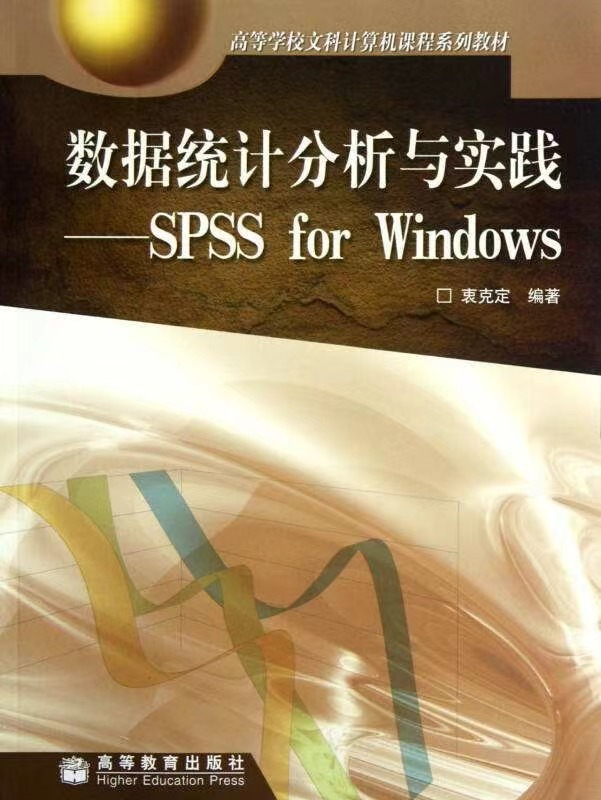 高等学校文科计算机课程系列教材
数据统计分析与实践
——SPSS for Windows
□ 衷克定 编著
高等教育出版社
Higher Education Press